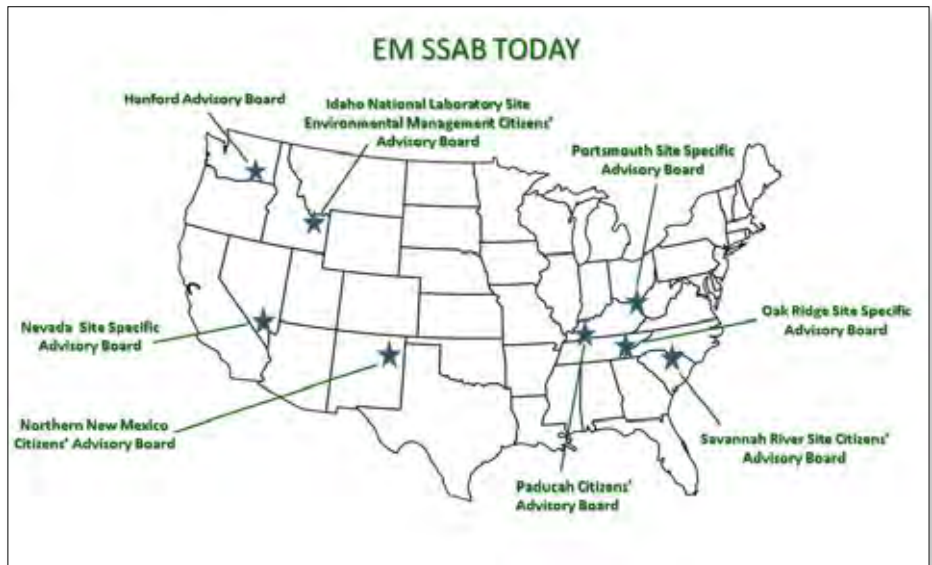 EM SSAB TODAY
Hanford Advisory Board
Idaho National Laboratory Site
Environmental Management Citizens'
Advisory Board
Portsmouth Site Specific
Advisory Board
Oak Ridge Site Specific
Advisory Board
Nevada Site Specific
Advisory Board
Northern New Mexico
Citizens' Advisory Board
Savannah River Site Citizens'
Advisory Board
Paducah Citizens'
Advisory Board